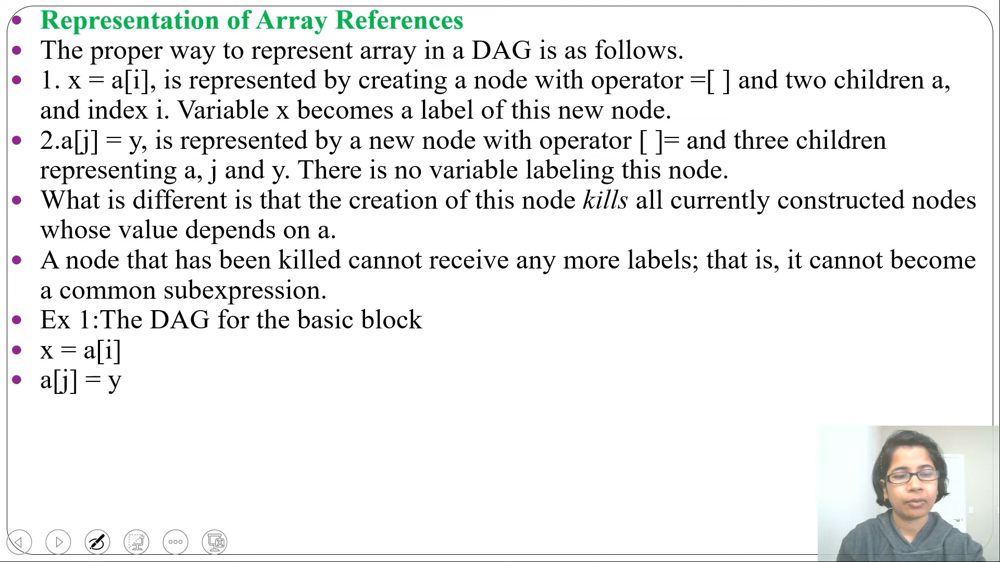 Representation of Array References
The proper way to represent array in a DAG is as follows.
1. x = a[i], is represented by creating a node with operator =[ ] and two children a,
and index i. Variable x becomes a label of this new node.
2.a[j] = y, is represented by a new node with operator [ ]= and three children
representing a, j and y. There is no variable labeling this node.
What is different is that the creation of this node kills all currently constructed nodes
whose value depends on a.
A node that has been killed cannot receive any more labels; that is, it cannot become
a common subexpression.
Ex 1:The DAG for the basic block
x = a[i]
a[j] = y